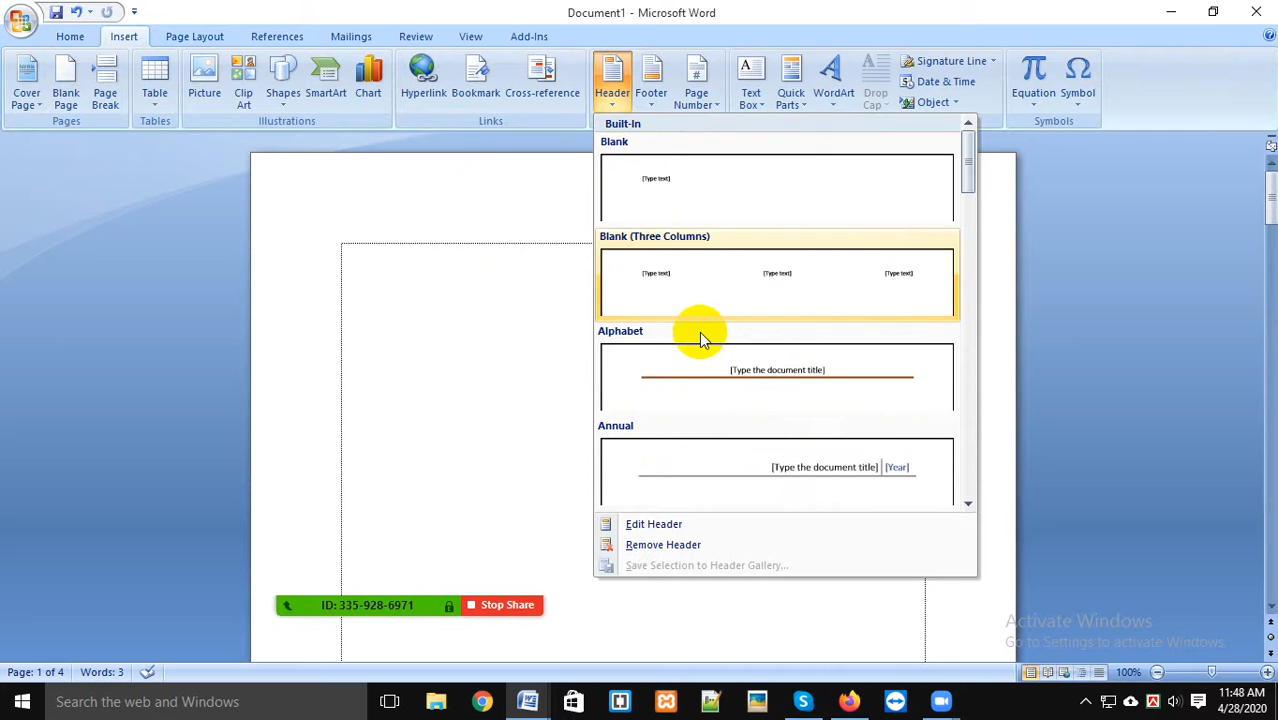 Document1 - Microsoft Word
Home Insert Page Layout References Mailings Review View Add-Ins
Cover Page
Blank Page
Page Break
Table
Picture
Clip Art
Shapes
SmartArt
Chart
Hyperlink
Bookmark
Cross-reference
Header
Footer
Page Number
Text Box
Quick Parts
WordArt
Drop Cap
Signature Line
Date & Time
Object
Equation
Symbol
Pages Tables Illustrations Links Symbols
Built-In
Blank
[Type text]
Blank (Three Columns)
[Type text] [Type text] [Type text]
Alphabet
[Type the document title]
Annual
[Type the document title] [Year]
Edit Header
Remove Header
Save Selection to Header Gallery...
ID: 335-928-6971 Stop Share
Activate Windows
Go to Settings to activate Windows.
Page: 1 of 4 Words: 3 100%
Search the web and Windows
11:48 AM
4/28/2020